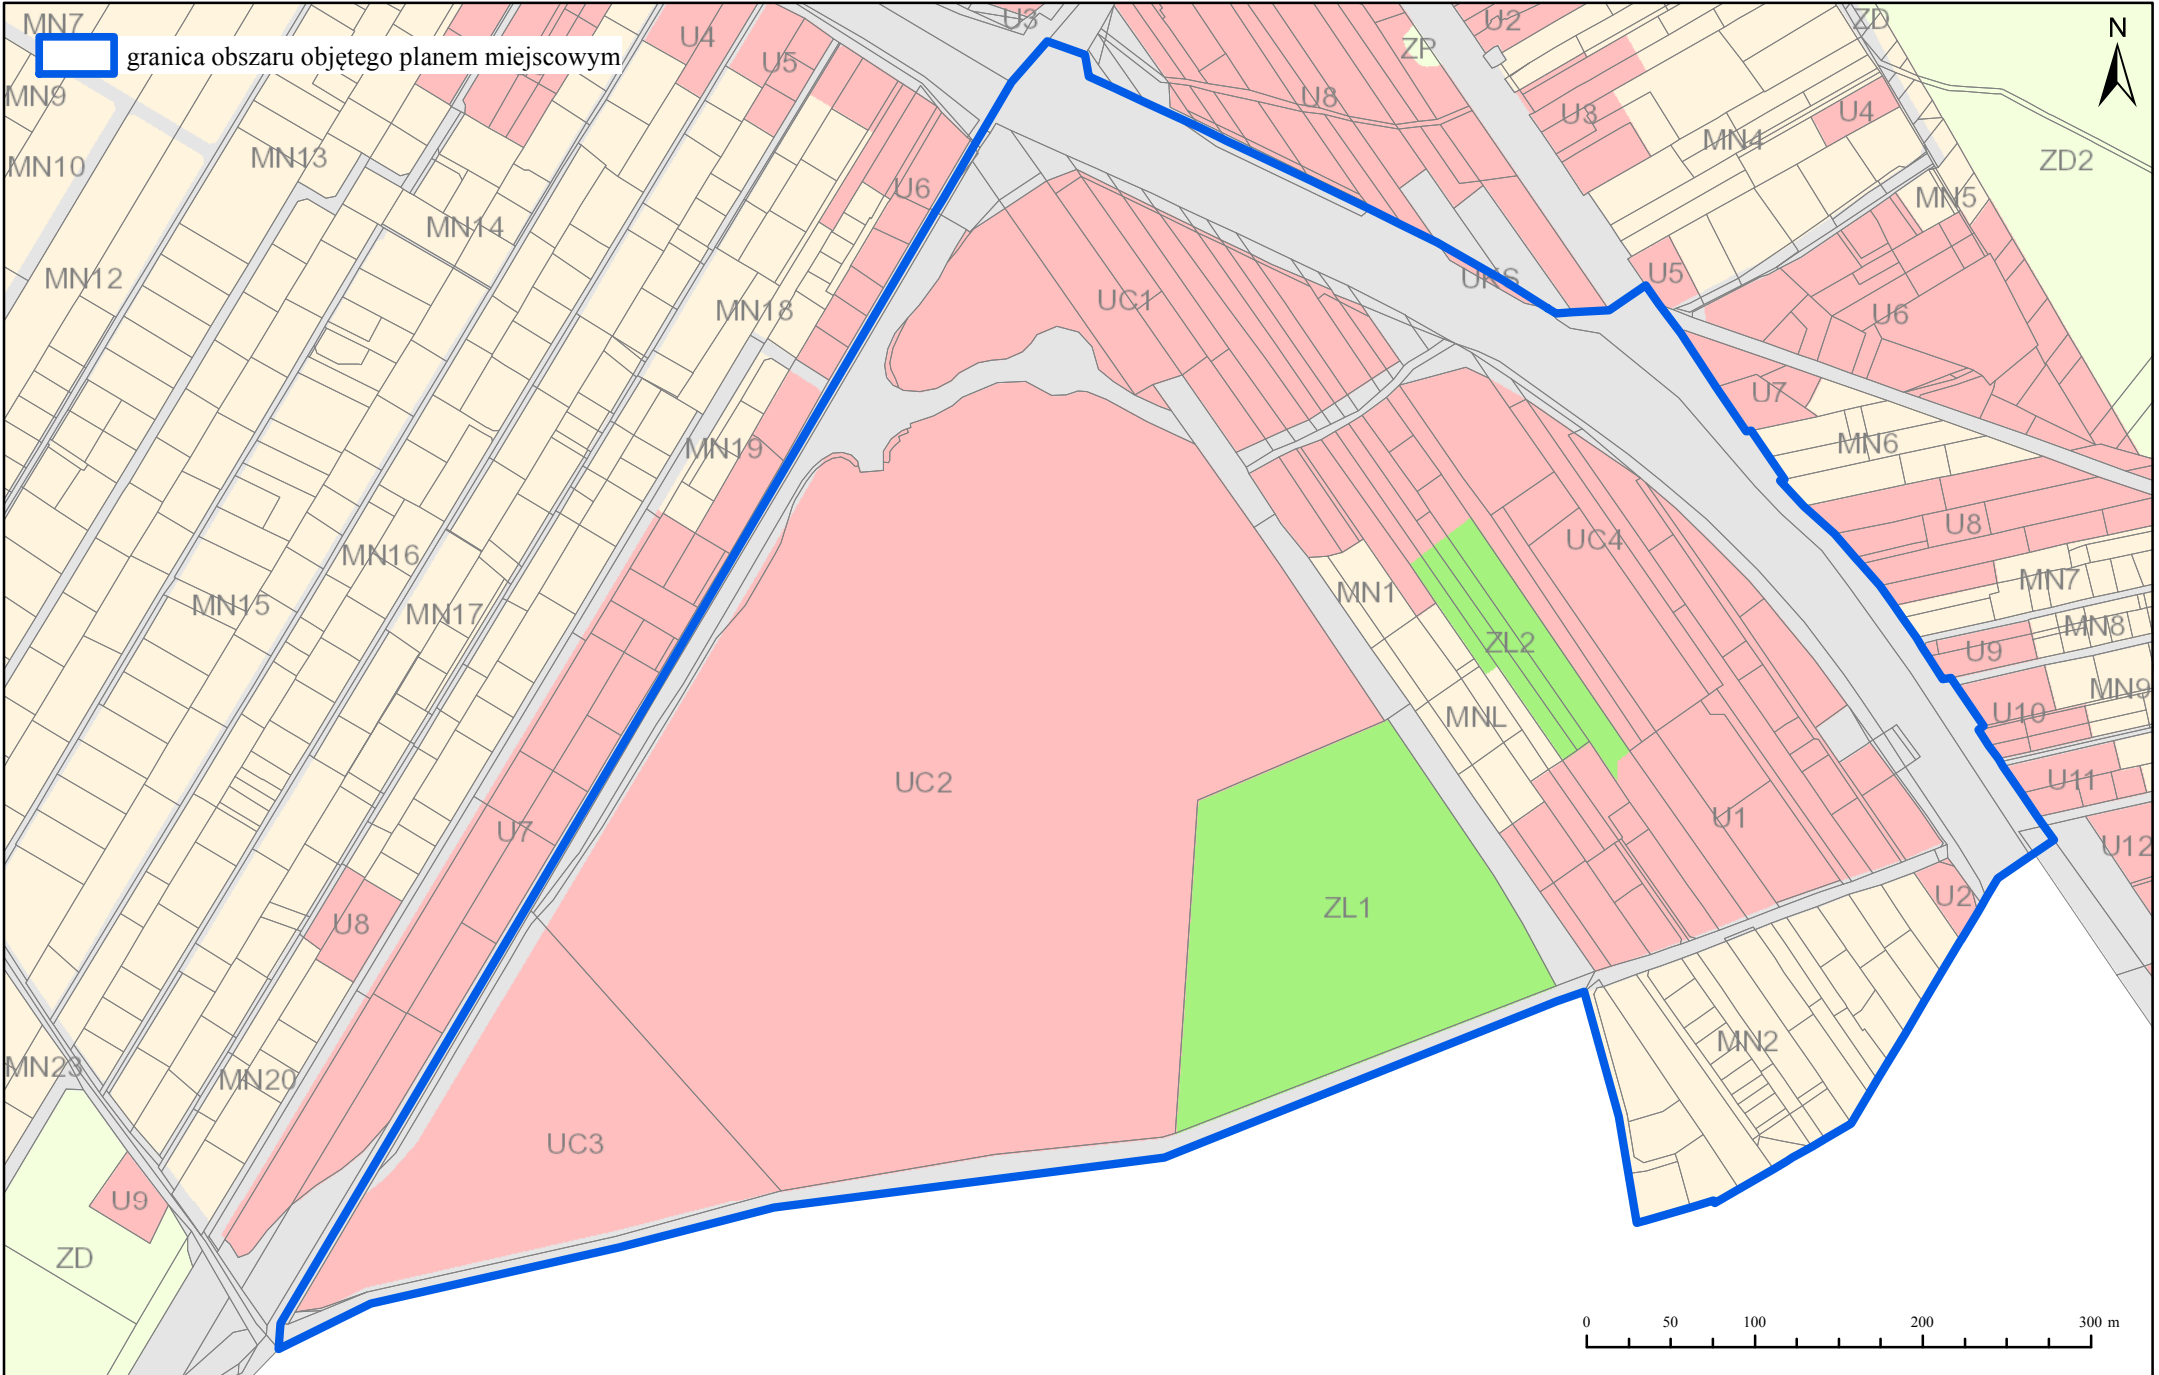 MN7
granica obszaru objętego planem miejscowym
U4
U5
U3
ZP
U2
ZD
N
MN9
U8
U3
U4
MN10
MN13
MN4
ZD2
MN14
U6
MN5
MN12
MN18
UC1
UKS
U5
U6
U7
MN19
MN6
MN16
UC4
U8
MN15
MN17
MN1
MN7
ZL2
MN8
U9
MNL
MN9
U10
UC2
U11
U7
U1
U12
U8
ZL1
U2
MN23
MN20
MN2
UC3
U9
ZD
0 50 100 200 300 m